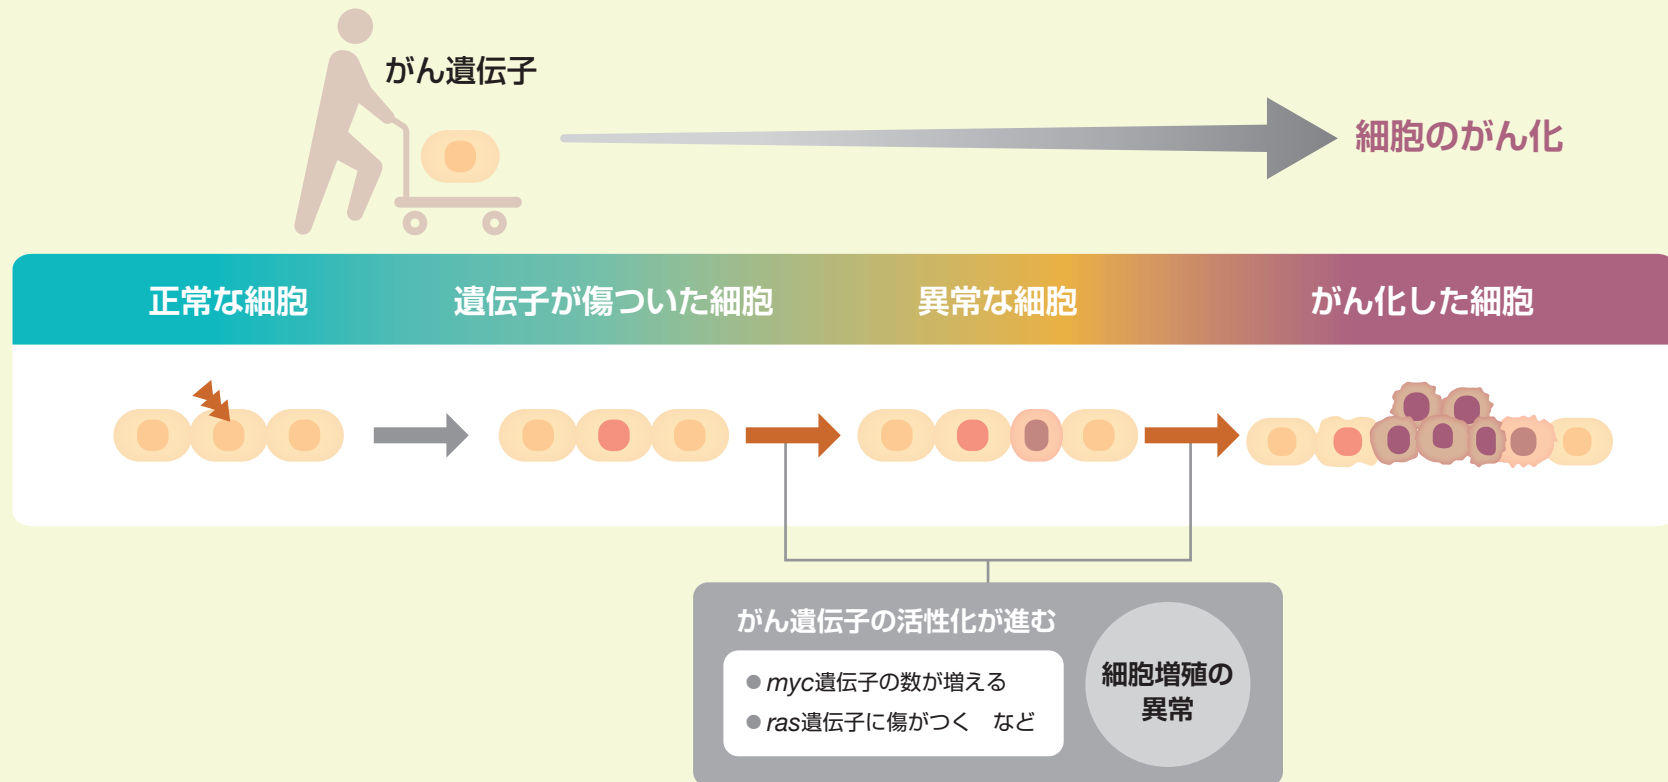 がん遺伝子
細胞のがん化
正常な細胞
遺伝子が傷ついた細胞
異常な細胞
がん化した細胞
がん遺伝子の活性化が進む
●myc遺伝子の数が増える
●ras遺伝子に傷がつく　など
細胞増殖の
異常